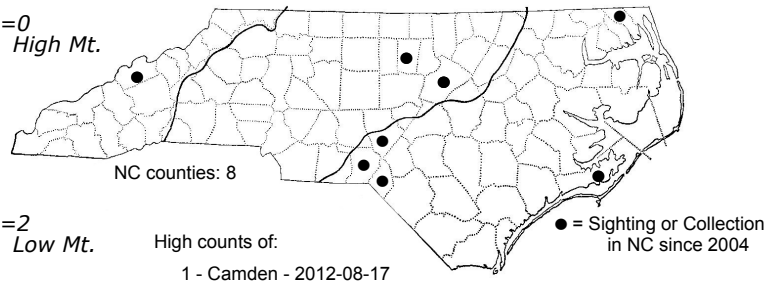 =0
High Mt.
NC counties: 8
=2
Low Mt.
High counts of:
1 - Camden - 2012-08-17
● = Sighting or Collection
in NC since 2004